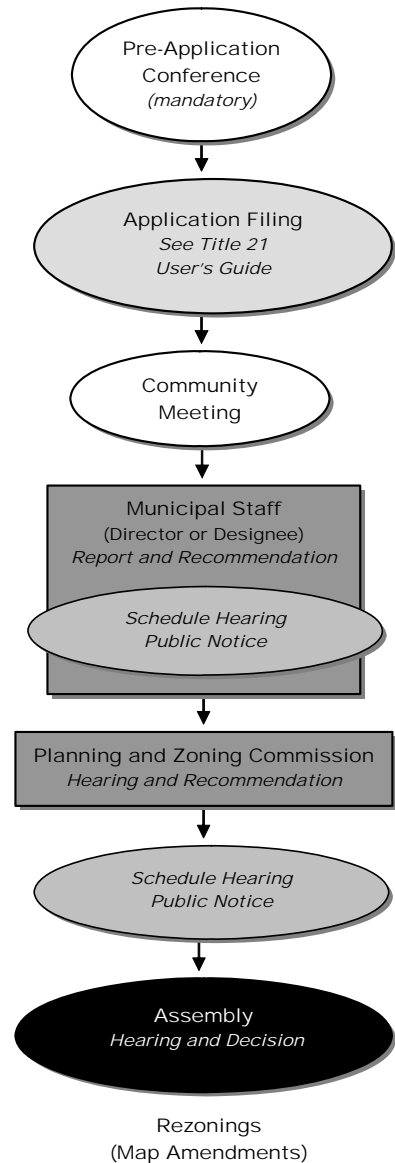 Pre-Application
Conference
(mandatory)
Application Filing
See Title 21
User's Guide
Community
Meeting
Municipal Staff
(Director or Designee)
Report and Recommendation
Schedule Hearing
Public Notice
Planning and Zoning Commission
Hearing and Recommendation
Schedule Hearing
Public Notice
Assembly
Hearing and Decision
Rezonings
(Map Amendments)